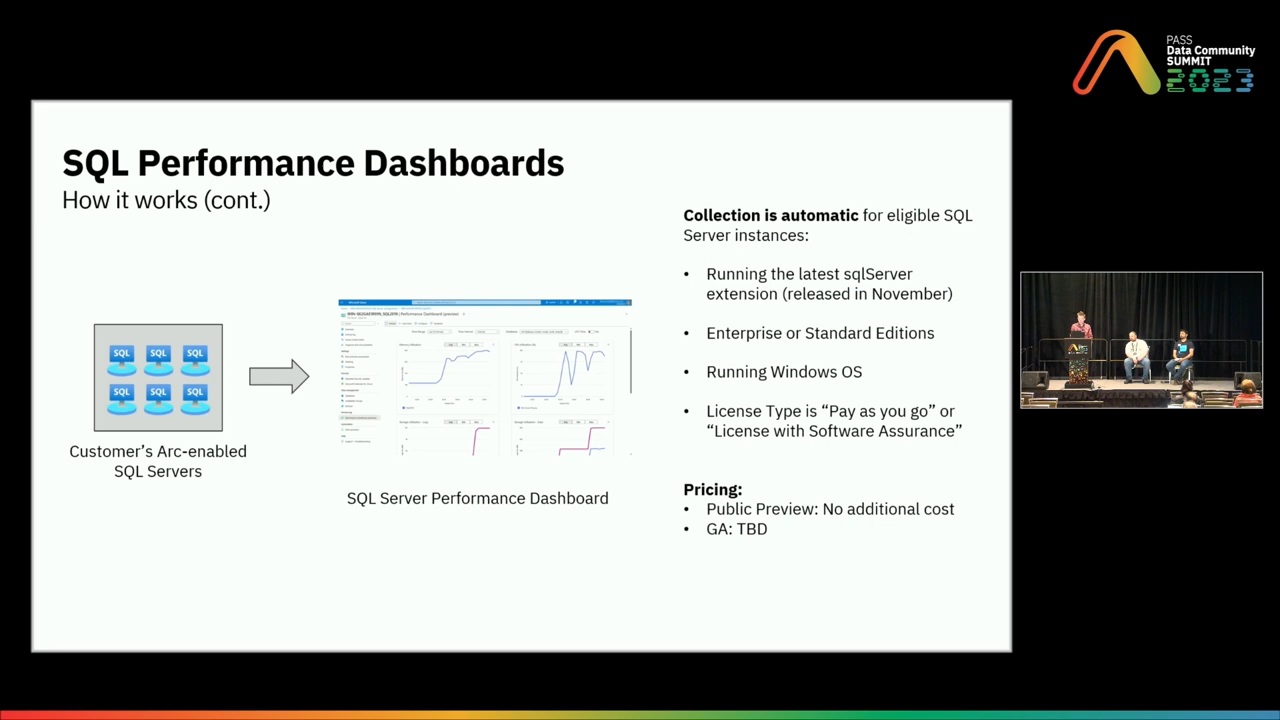 PASS
Data Community
SUMMIT
2023
SQL Performance Dashboards
How it works (cont.)
Collection is automatic for eligible SQL
Server instances:
• Running the latest sqlServer
extension (released in November)
• Enterprise or Standard Editions
• Running Windows OS
• License Type is “Pay as you go” or
“License with Software Assurance”
Pricing:
• Public Preview: No additional cost
• GA: TBD
SQL SQL SQL
SQL SQL SQL
Customer’s Arc-enabled
SQL Servers
SQL Server Performance Dashboard